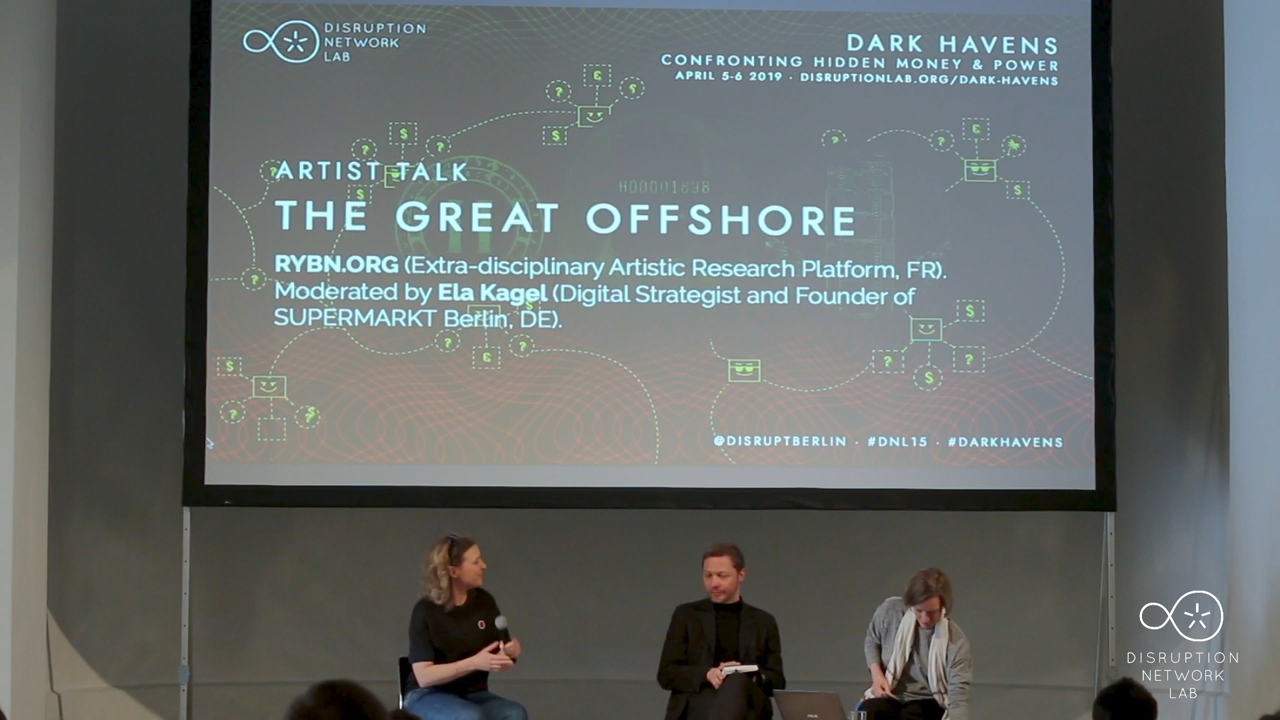 DISRUPTION
NETWORK
LAB
DARK HAVENS
CONFRONTING HIDDEN MONEY & POWER
APRIL 5-6 2019 · DISRUPTIONLAB.ORG/DARK-HAVENS
ARTIST TALK
H00001898
THE GREAT OFFSHORE
RYBN.ORG (Extra-disciplinary Artistic Research Platform, FR).
Moderated by Ela Kagel (Digital Strategist and Founder of
SUPERMARKT Berlin, DE).
@DISRUPTBERLIN · #DNL15 · #DARKHAVENS
DISRUPTION
NETWORK
LAB